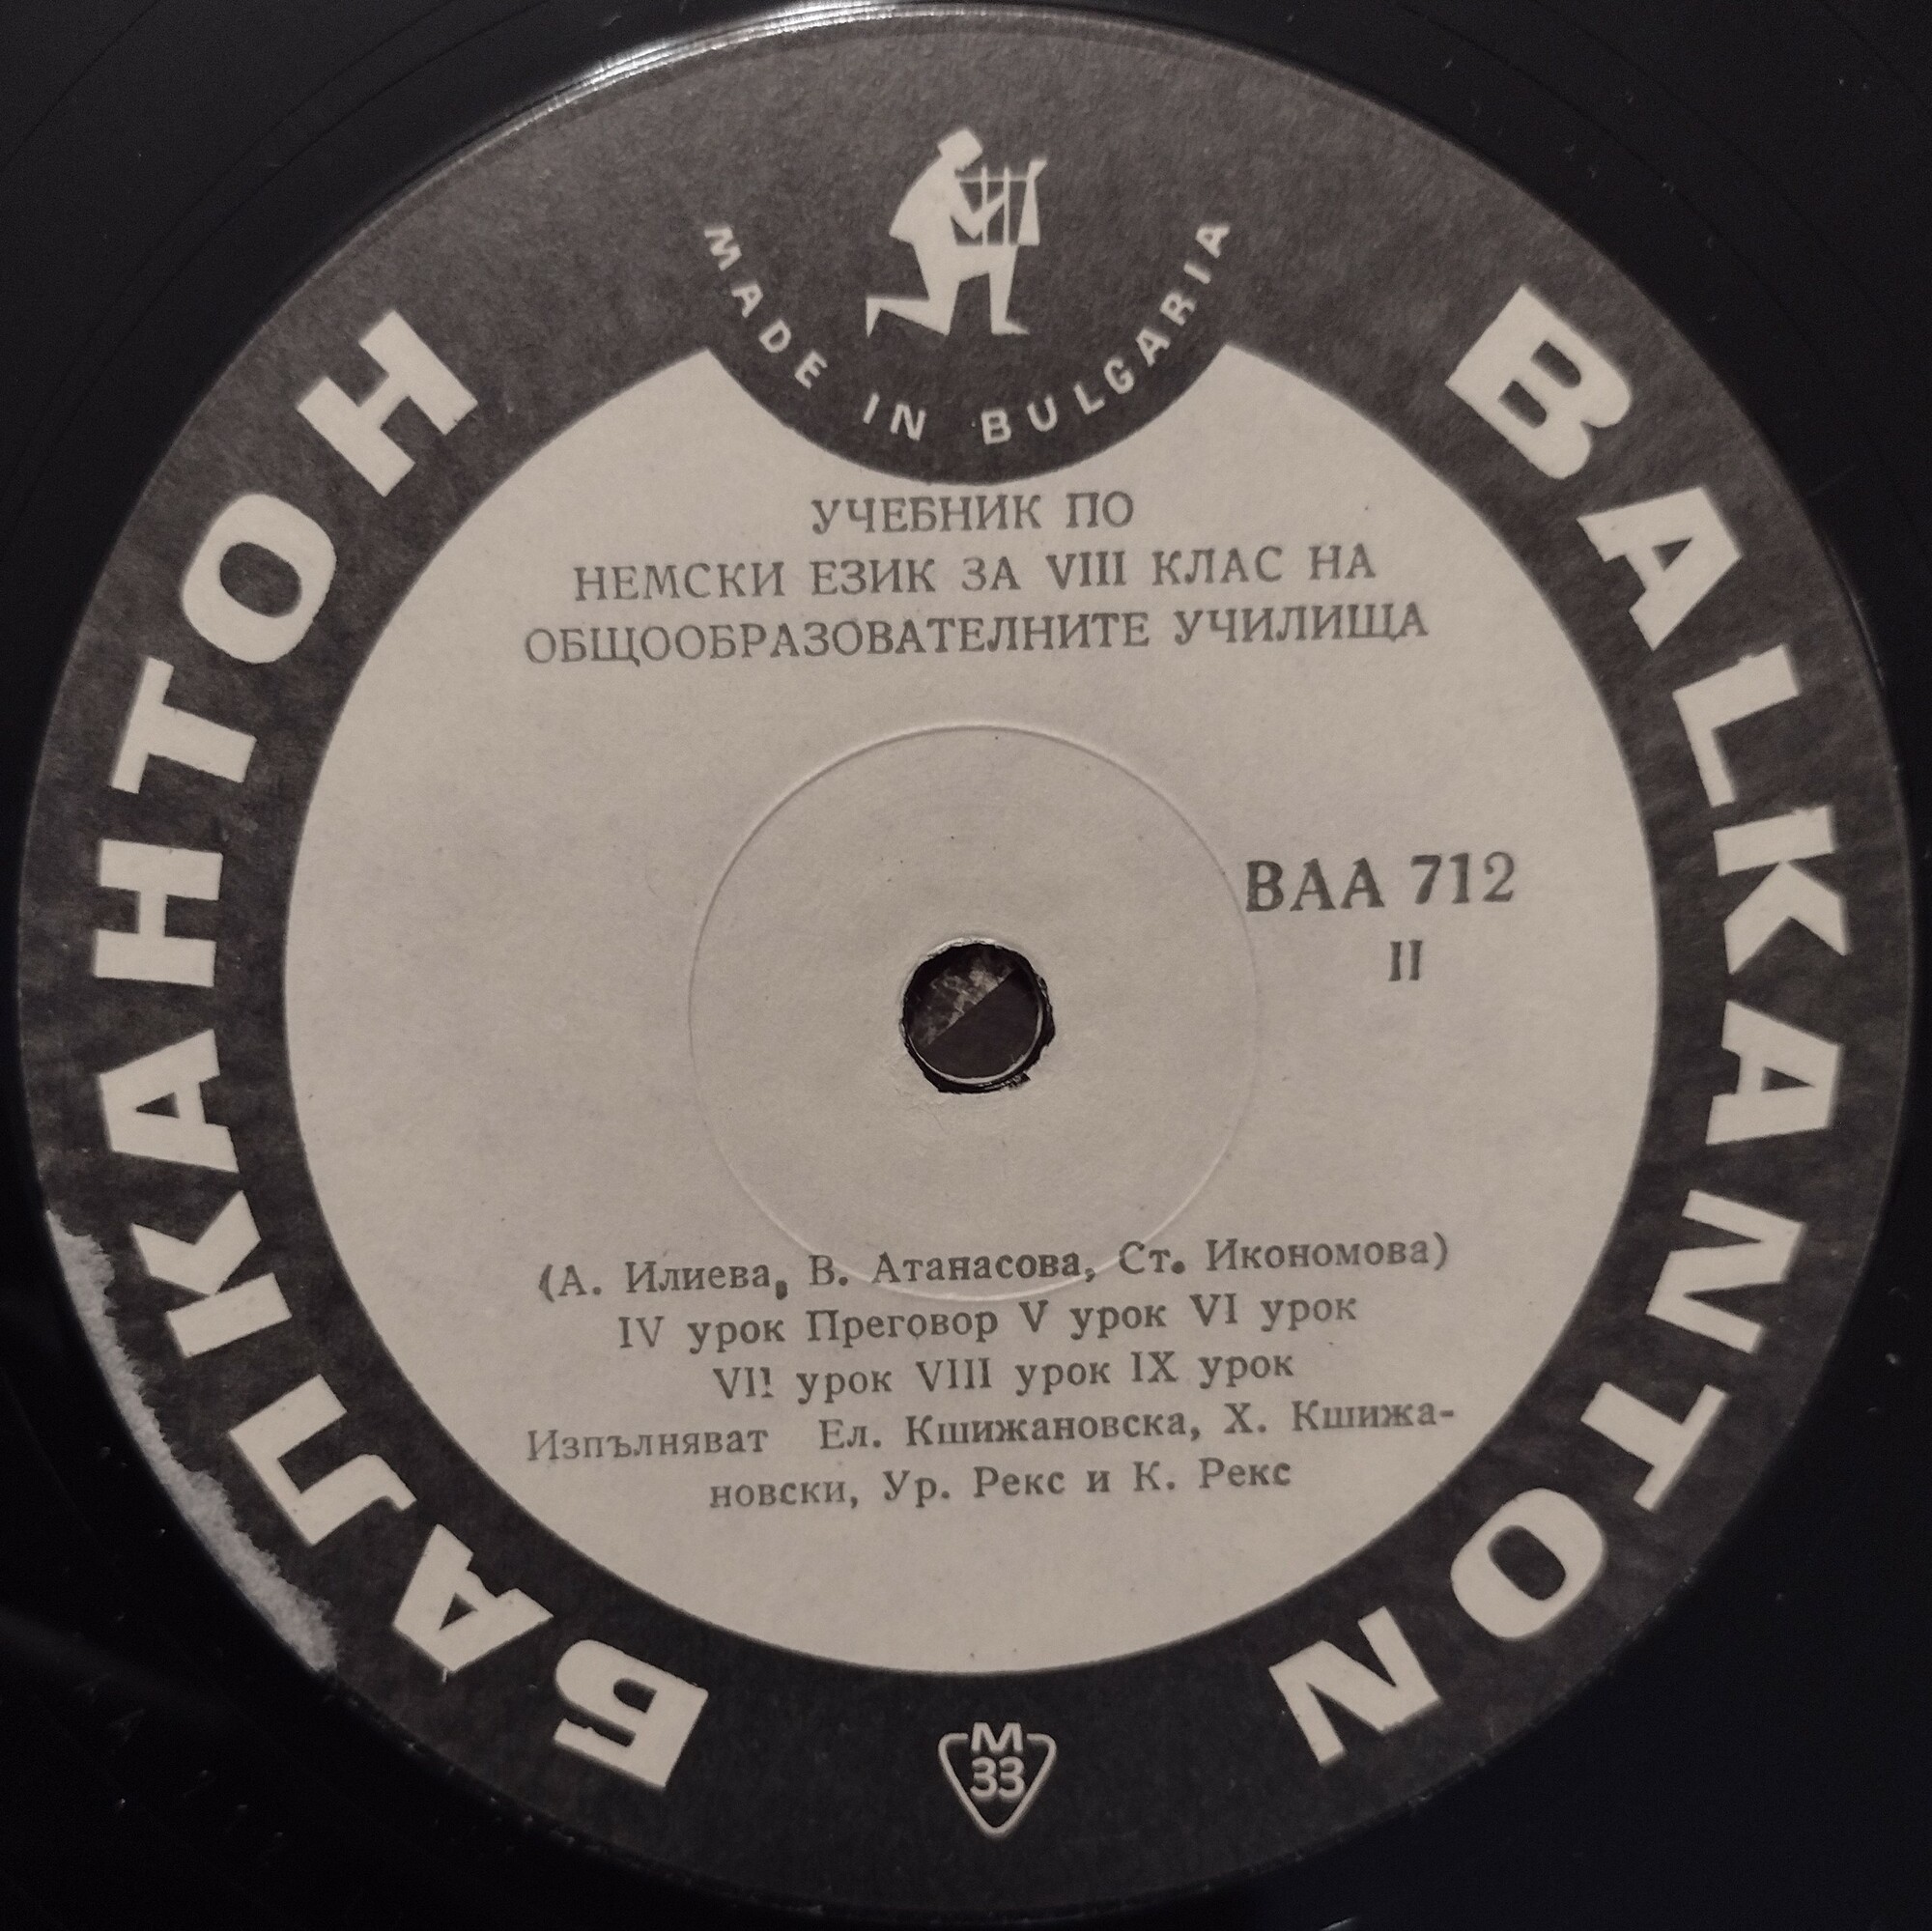 MADE IN BULGARIA
БАЛКАНТОН
BALKANTON
УЧЕБНИК ПО
НЕМСКИ ЕЗИК ЗА VIII КЛАС НА
ОБЩООБРАЗОВАТЕЛНИТЕ УЧИЛИЩА
ВАА 712
II
(А. Илиева, В. Атанасова, Ст. Икономова)
IV урок Преговор V урок VI урок
VII урок VIII урок IX урок
Изпълняват Ел. Кшижановска, Х. Кшижа-
новски, Ур. Рекс и К. Рекс
M
33